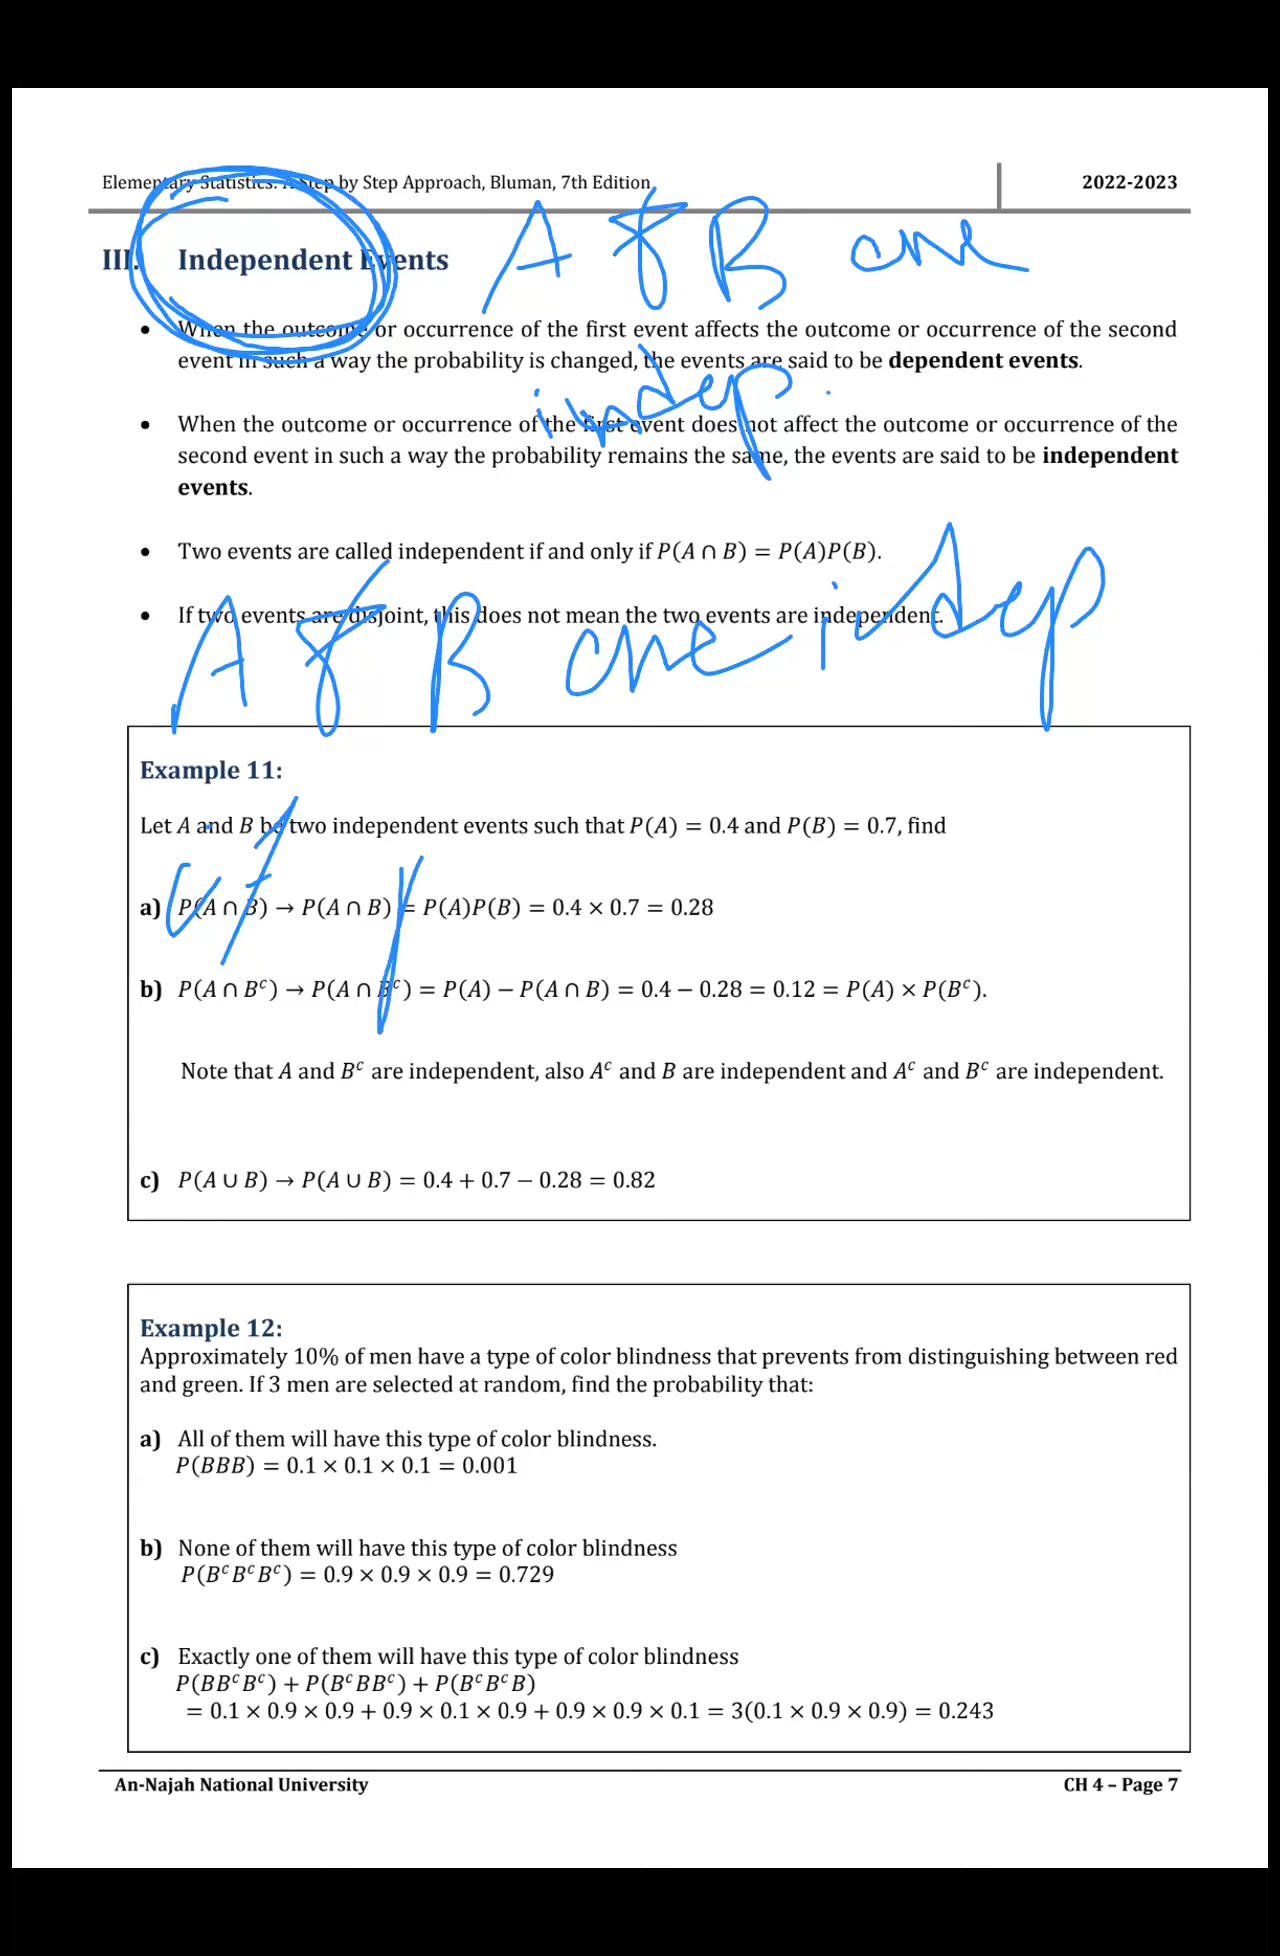 Elementary Statistics: A Step by Step Approach, Bluman, 7th Edition 2022-2023
III. Independent Events
A & B are
• When the outcome or occurrence of the first event affects the outcome or occurrence of the second
event in such a way the probability is changed, the events are said to be dependent events.
indep.
• When the outcome or occurrence of the first event does not affect the outcome or occurrence of the
second event in such a way the probability remains the same, the events are said to be independent
events.
• Two events are called independent if and only if P(A ∩ B) = P(A)P(B).
• If two events are disjoint, this does not mean the two events are independent.
A & B are indep
Example 11:
Let A and B be two independent events such that P(A) = 0.4 and P(B) = 0.7, find
a) P(A ∩ B) → P(A ∩ B) = P(A)P(B) = 0.4 × 0.7 = 0.28
b) P(A ∩ Bᶜ) → P(A ∩ Bᶜ) = P(A) − P(A ∩ B) = 0.4 − 0.28 = 0.12 = P(A) × P(Bᶜ).
Note that A and Bᶜ are independent, also Aᶜ and B are independent and Aᶜ and Bᶜ are independent.
c) P(A ∪ B) → P(A ∪ B) = 0.4 + 0.7 − 0.28 = 0.82
Example 12:
Approximately 10% of men have a type of color blindness that prevents from distinguishing between red
and green. If 3 men are selected at random, find the probability that:
a) All of them will have this type of color blindness.
P(BBB) = 0.1 × 0.1 × 0.1 = 0.001
b) None of them will have this type of color blindness
P(BᶜBᶜBᶜ) = 0.9 × 0.9 × 0.9 = 0.729
c) Exactly one of them will have this type of color blindness
P(BBᶜBᶜ) + P(BᶜBBᶜ) + P(BᶜBᶜB)
= 0.1 × 0.9 × 0.9 + 0.9 × 0.1 × 0.9 + 0.9 × 0.9 × 0.1 = 3(0.1 × 0.9 × 0.9) = 0.243
An-Najah National University CH 4 – Page 7